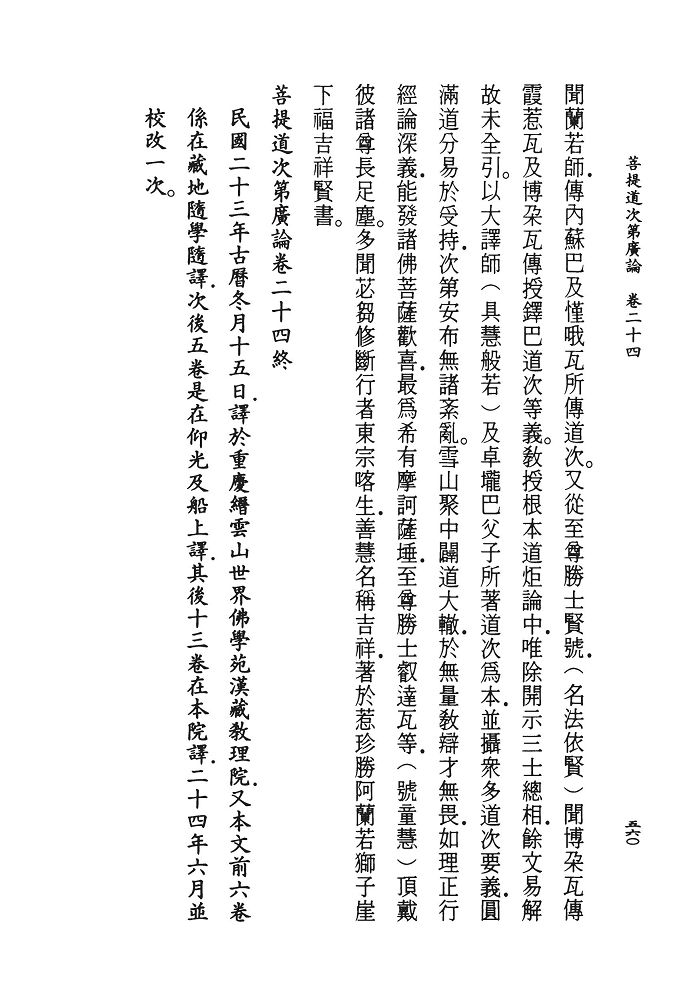 菩提道次第廣論　卷二十四
五六〇
聞蘭若師．傳內蘇巴及慬哦瓦所傳道次。又從至尊勝士賢號．（名法依賢）聞博朶瓦傳
霞惹瓦及博朶瓦傳授鐸巴道次等義。敎授根本道炬論中．唯除開示三士總相．餘文易解
故未全引。以大譯師（具慧般若）及卓壠巴父子所著道次爲本．並攝衆多道次要義．圓
滿道分易於受持．次第安布無諸紊亂。雪山聚中闢道大轍．於無量敎辯才無畏．如理正行
經論深義．能發諸佛菩薩歡喜．最爲希有摩訶薩埵．至尊勝士叡達瓦等．（號童慧）頂戴
彼諸尊長足塵。多聞苾芻修斷行者東宗喀生．善慧名稱吉祥．著於惹珍勝阿蘭若獅子崖
下福吉祥賢書。
菩提道次第廣論卷二十四終
民國二十三年古曆冬月十五日．譯於重慶縉雲山世界佛學苑漢藏敎理院．又本文前六卷
係在藏地隨學隨譯．次後五卷是在仰光及船上譯．其後十三卷在本院譯．二十四年六月並
校改一次。